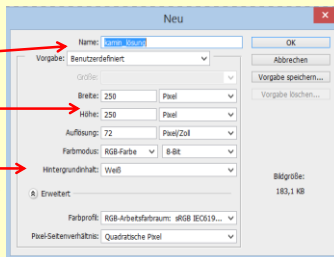 Neu
Name: kamin_lösung
OK
Vorgabe: Benutzerdefiniert
Abbrechen
Größe:
Vorgabe speichern...
Breite: 250 Pixel
Vorgabe löschen...
Höhe: 250 Pixel
Auflösung: 72 Pixel/Zoll
Farbmodus: RGB-Farbe 8-Bit
Hintergrundinhalt: Weiß
Bildgröße:
183,1 KB
Erweitert
Farbprofil: RGB-Arbeitsfarbraum: sRGB IEC619...
Pixel-Seitenverhältnis: Quadratische Pixel